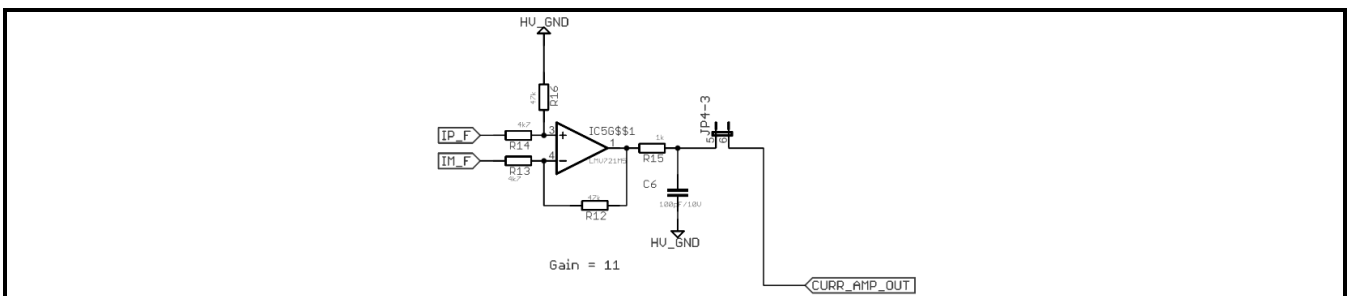 HV_GND
47k
R16
JP4-3
IC5G$$1
4k7
3
+
1
1k
5
6
IP_F
R14
IM_F
4
-
LMV721M5
R15
R13
4k7
C6
47k
R12
100pF/10V
HV_GND
Gain = 11
CURR_AMP_OUT